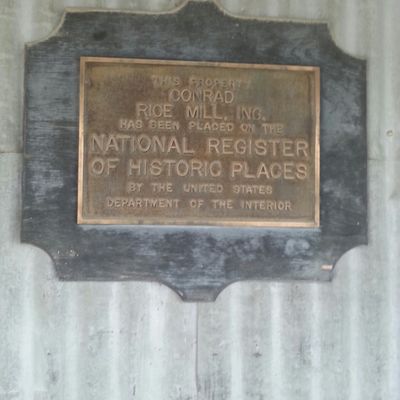 THIS PROPERTY
CONRAD
RICE MILL, INC.
HAS BEEN PLACED ON THE
NATIONAL REGISTER
OF HISTORIC PLACES
BY THE UNITED STATES
DEPARTMENT OF THE INTERIOR